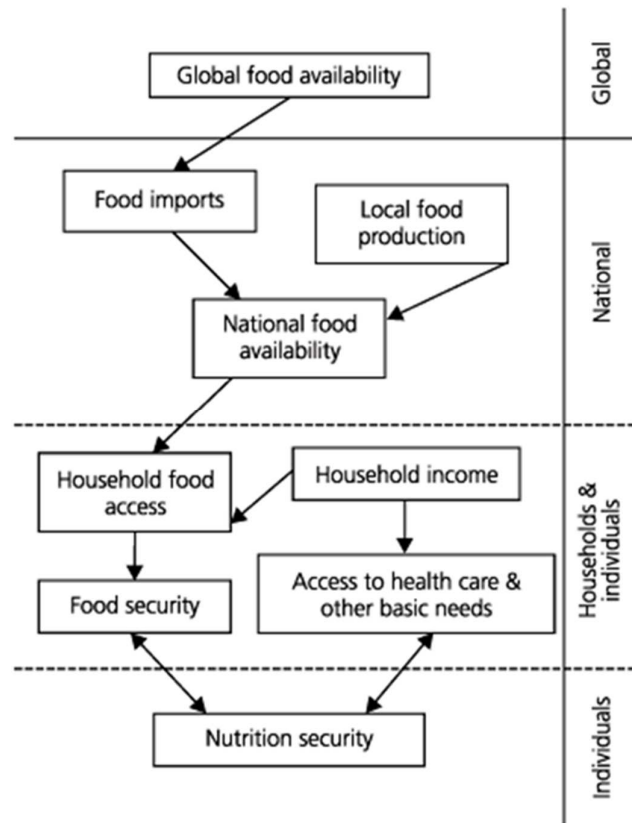 Global food availability
Global
Food imports
Local food
production
National food
availability
National
Household food
access
Household income
Food security
Access to health care &
other basic needs
Households &
individuals
Nutrition security
Individuals